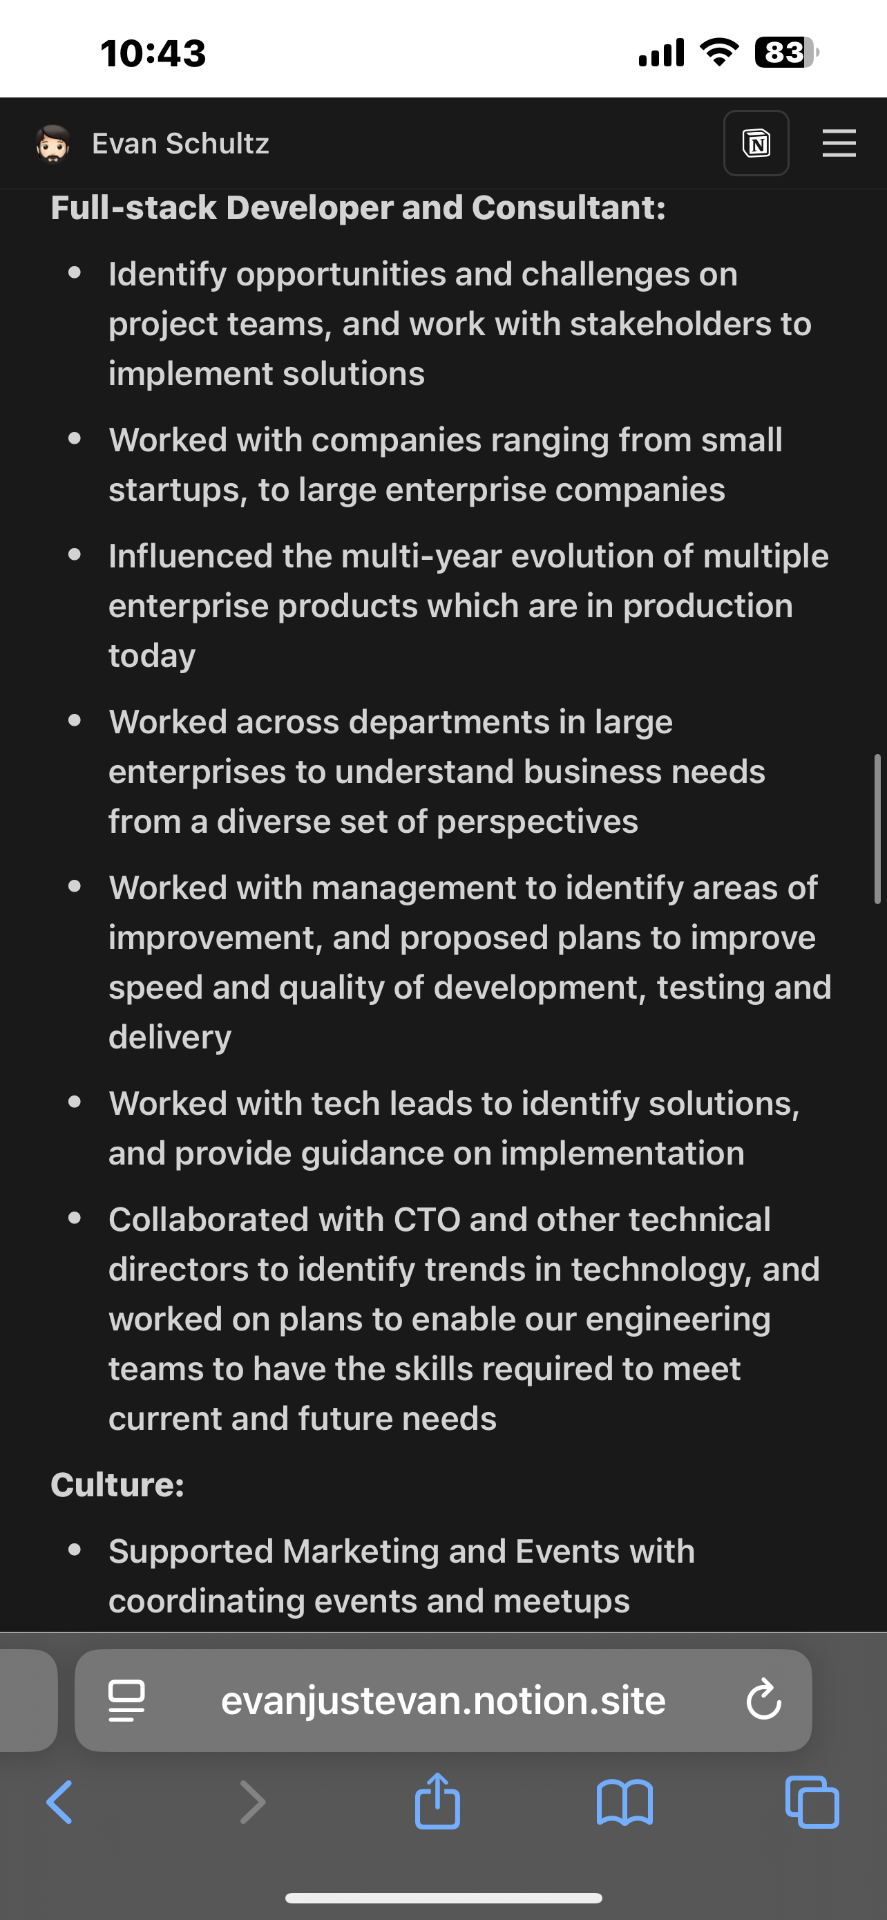 10:43
83
Evan Schultz
N
Full-stack Developer and Consultant:
• Identify opportunities and challenges on
project teams, and work with stakeholders to
implement solutions
• Worked with companies ranging from small
startups, to large enterprise companies
• Influenced the multi-year evolution of multiple
enterprise products which are in production
today
• Worked across departments in large
enterprises to understand business needs
from a diverse set of perspectives
• Worked with management to identify areas of
improvement, and proposed plans to improve
speed and quality of development, testing and
delivery
• Worked with tech leads to identify solutions,
and provide guidance on implementation
• Collaborated with CTO and other technical
directors to identify trends in technology, and
worked on plans to enable our engineering
teams to have the skills required to meet
current and future needs
Culture:
• Supported Marketing and Events with
coordinating events and meetups
evanjustevan.notion.site